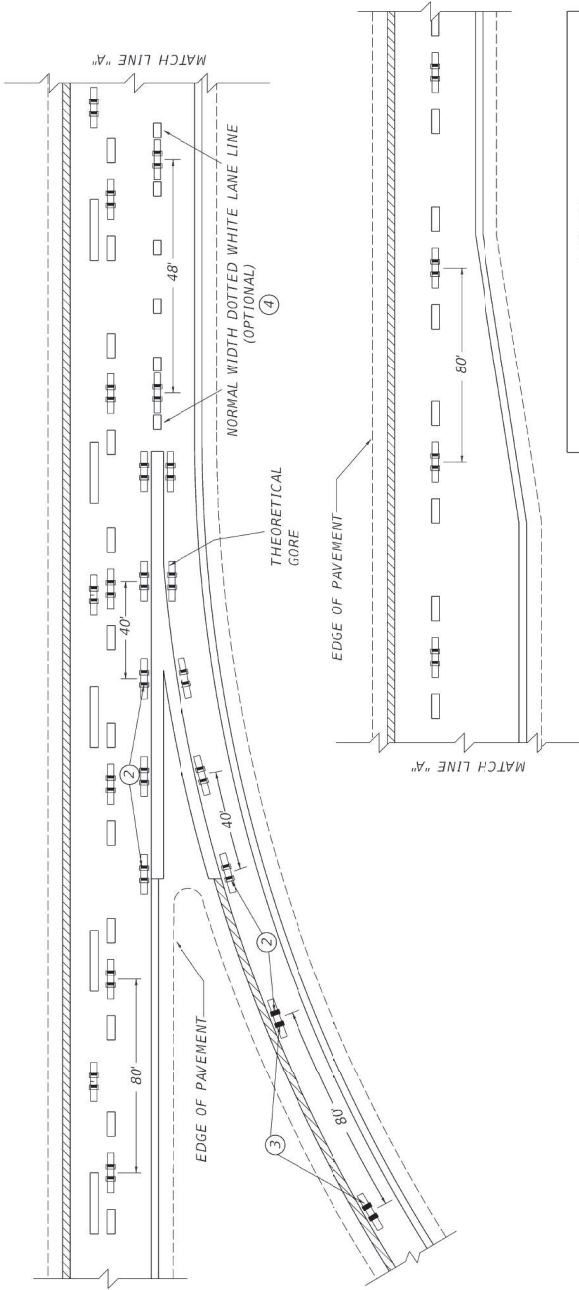 MATCH LINE "A"
48'
NORMAL WIDTH DOTTED WHITE LANE LINE
(OPTIONAL)
4
THEORETICAL
GORE
40'
2
40'
2
80'
EDGE OF PAVEMENT
3
80'
EDGE OF PAVEMENT
80'
MATCH LINE "A"